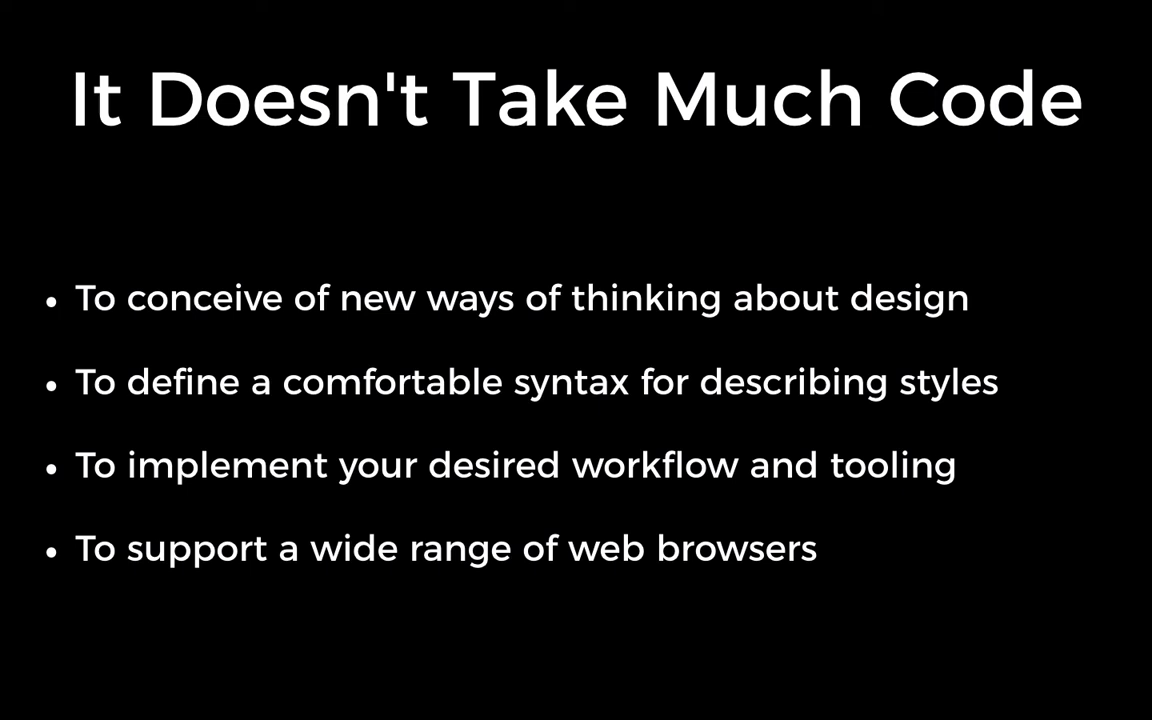 It Doesn't Take Much Code
• To conceive of new ways of thinking about design
• To define a comfortable syntax for describing styles
• To implement your desired workflow and tooling
• To support a wide range of web browsers